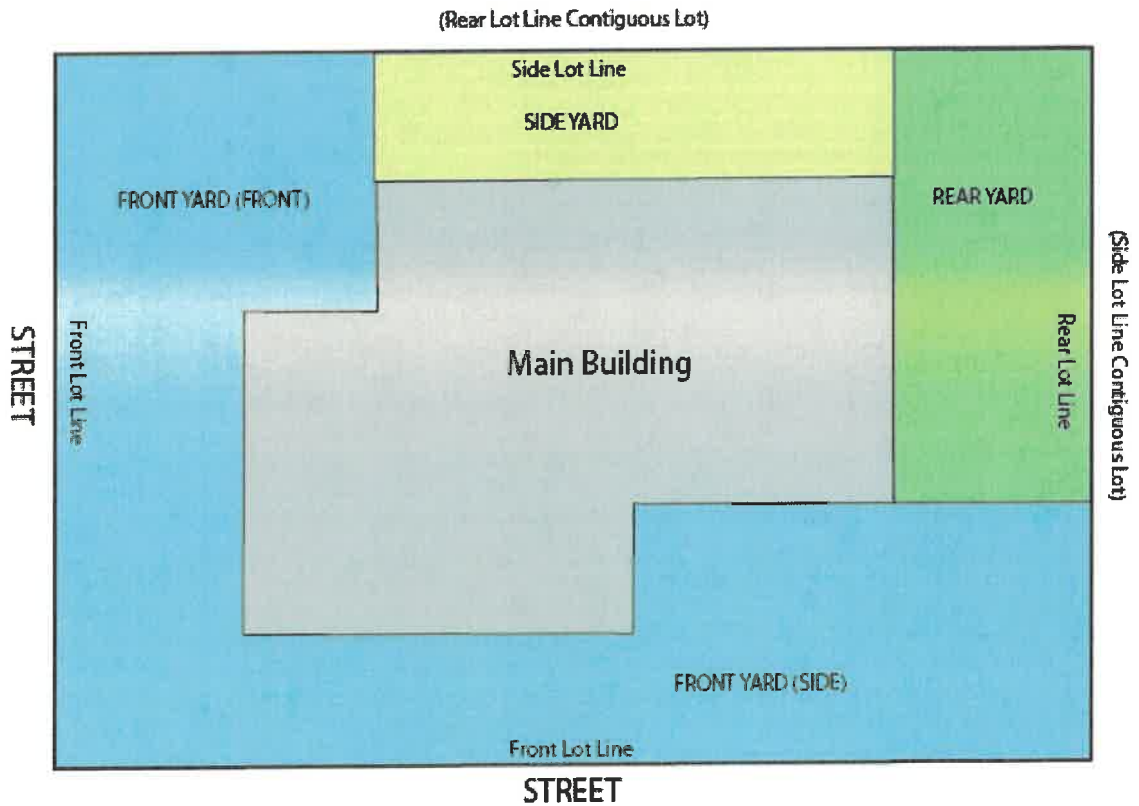 (Rear Lot Line Contiguous Lot)
Side Lot Line
SIDE YARD
FRONT YARD (FRONT)
REAR YARD
(Side Lot Line Contiguous Lot)
STREET
Front Lot Line
Main Building
Rear Lot Line
FRONT YARD (SIDE)
Front Lot Line
STREET